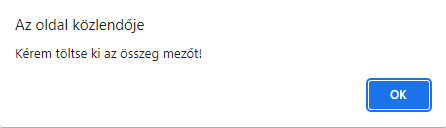 Az oldal közlendője
Kérem töltse ki az összeg mezőt!
OK